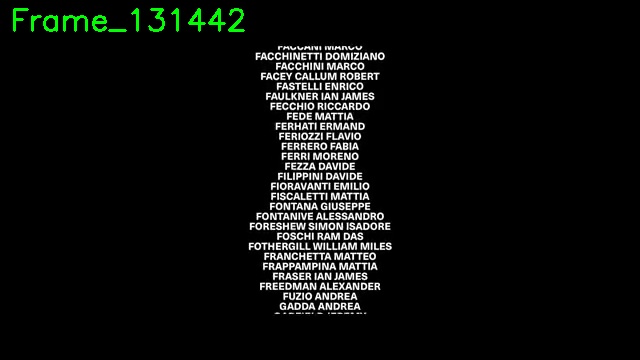 Frame_131442
FACCANI MARCO
FACCHINETTI DOMIZIANO
FACCHINI MARCO
FACEY CALLUM ROBERT
FASTELLI ENRICO
FAULKNER IAN JAMES
FECCHIO RICCARDO
FEDE MATTIA
FERHATI ERMAND
FERIOZZI FLAVIO
FERRERO FABIA
FERRI MORENO
FEZZA DAVIDE
FILIPPINI DAVIDE
FIORAVANTI EMILIO
FISCALETTI MATTIA
FONTANA GIUSEPPE
FONTANIVE ALESSANDRO
FORESHEW SIMON ISADORE
FOSCHI RAM DAS
FOTHERGILL WILLIAM MILES
FRANCHETTA MATTEO
FRAPPAMPINA MATTIA
FRASER IAN JAMES
FREEDMAN ALEXANDER
FUZIO ANDREA
GADDA ANDREA